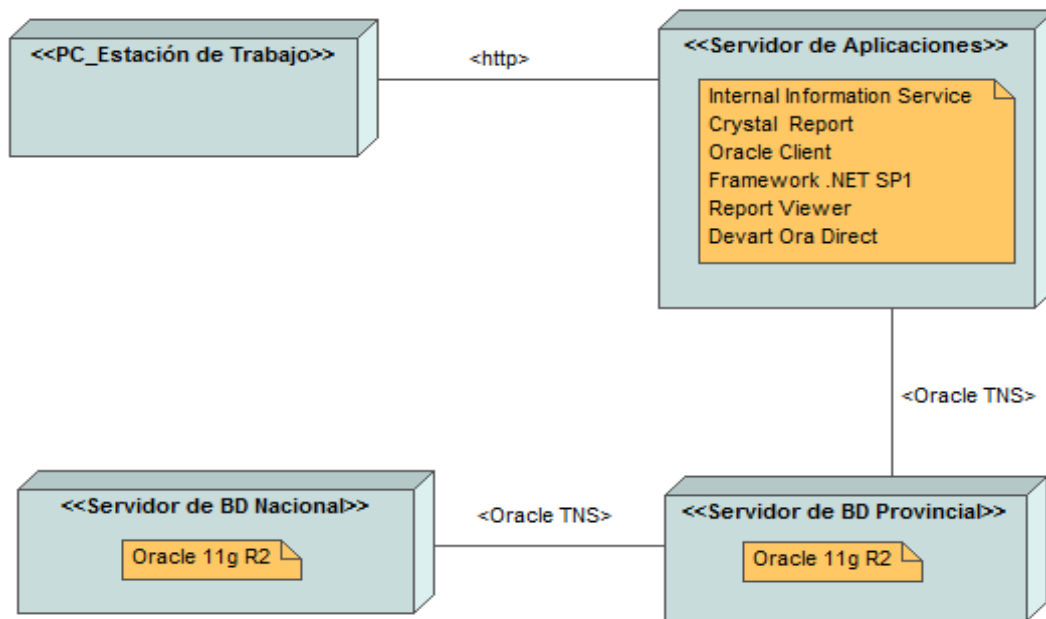 <<PC_Estación de Trabajo>>
<http>
<<Servidor de Aplicaciones>>
Internal Information Service
Crystal Report
Oracle Client
Framework .NET SP1
Report Viewer
Devart Ora Direct
<Oracle TNS>
<<Servidor de BD Nacional>>
Oracle 11g R2
<Oracle TNS>
<<Servidor de BD Provincial>>
Oracle 11g R2